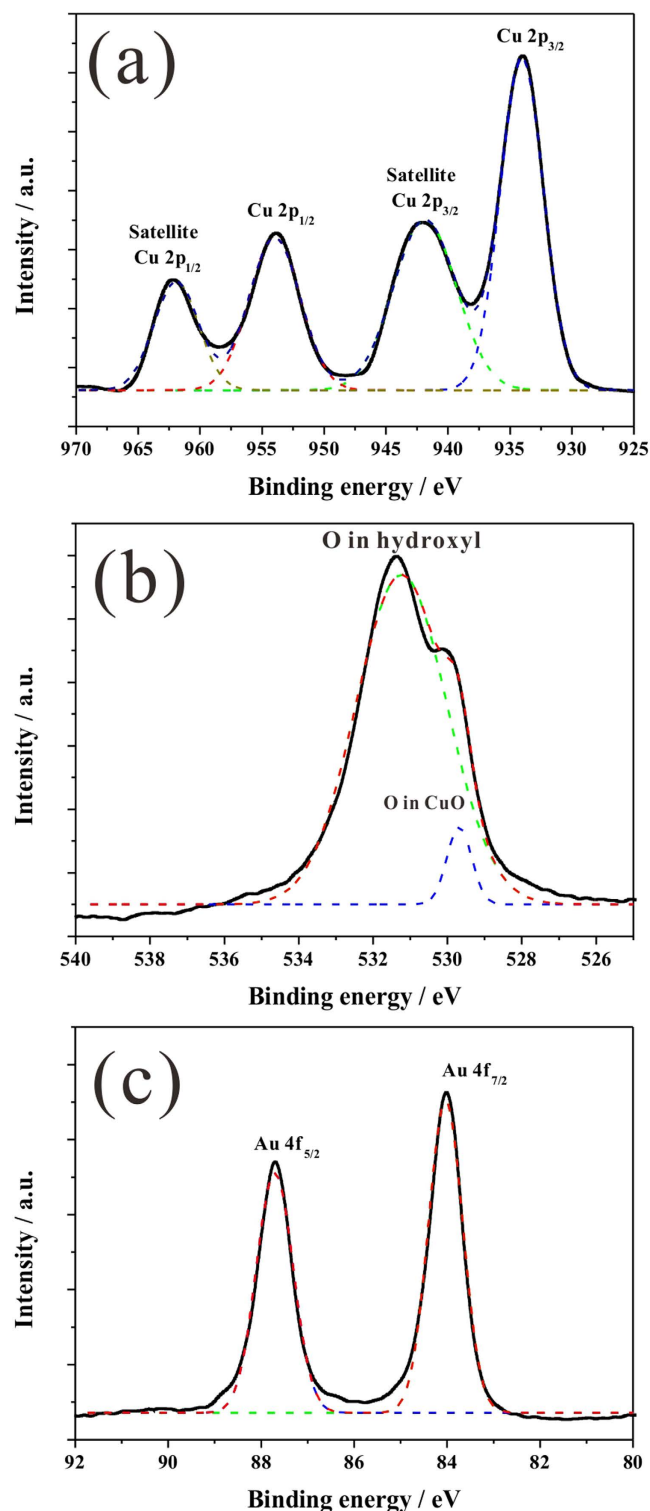 (a)
Cu 2p3/2
Satellite
Cu 2p3/2
Cu 2p1/2
Satellite
Cu 2p1/2
Intensity / a.u.
970 965 960 955 950 945 940 935 930 925
Binding energy / eV
(b)
O in hydroxyl
O in CuO
Intensity / a.u.
540 538 536 534 532 530 528 526
Binding energy / eV
(c)
Au 4f7/2
Au 4f5/2
Intensity / a.u.
92 90 88 86 84 82 80
Binding energy / eV